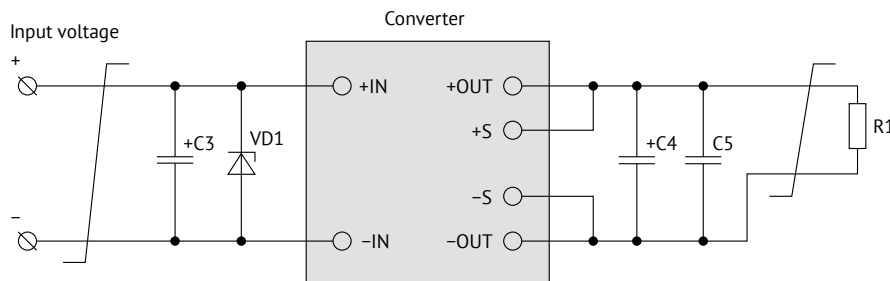 Converter
Input voltage
+
+IN
+OUT
+S
+C3
VD1
+C4
C5
R1
−S
−
−IN
−OUT